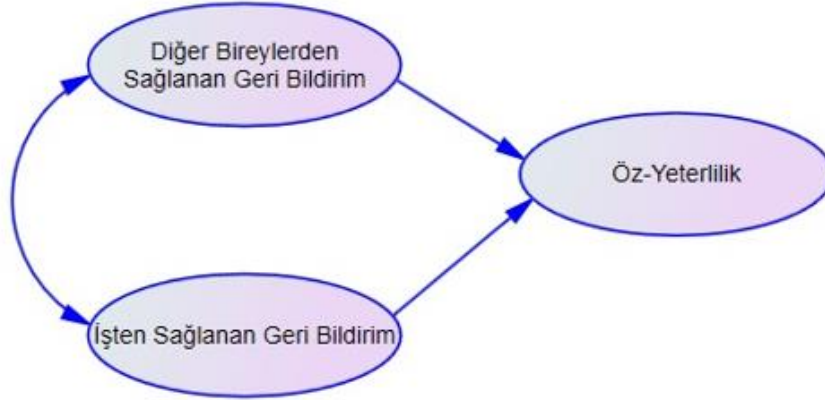 Diğer Bireylerden
Sağlanan Geri Bildirim
Öz-Yeterlilik
İşten Sağlanan Geri Bildirim